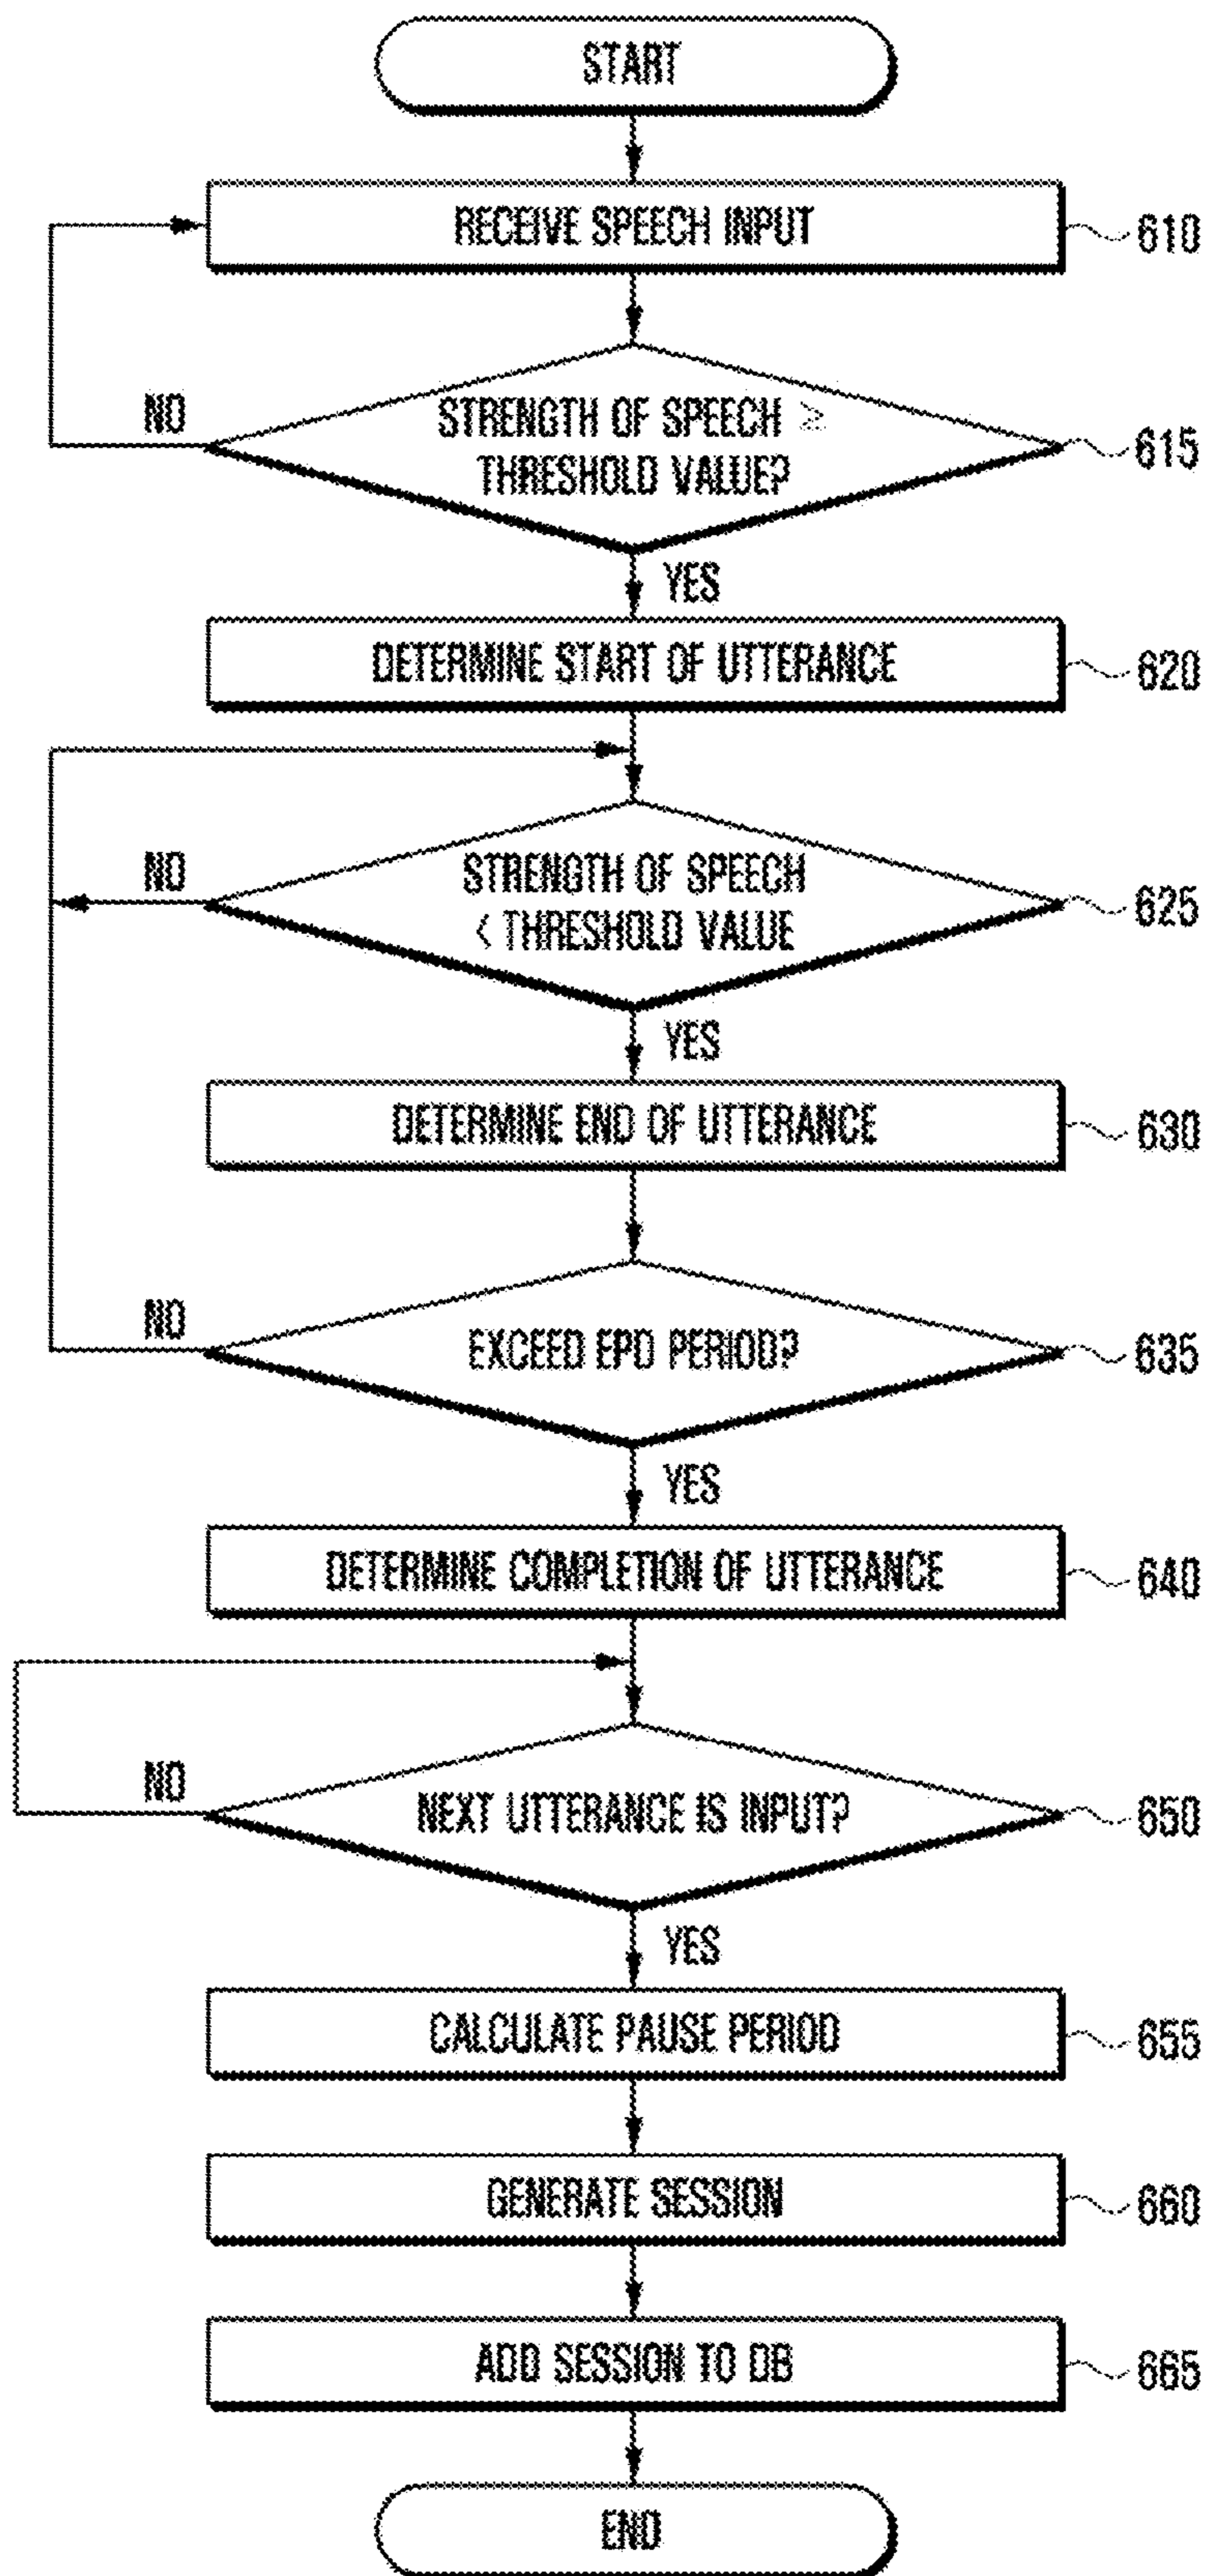 START
RECEIVE SPEECH INPUT
610
NO
STRENGTH OF SPEECH ≥
THRESHOLD VALUE?
615
YES
DETERMINE START OF UTTERANCE
620
NO
STRENGTH OF SPEECH
< THRESHOLD VALUE
625
YES
DETERMINE END OF UTTERANCE
630
NO
EXCEED EPD PERIOD?
635
YES
DETERMINE COMPLETION OF UTTERANCE
640
NO
NEXT UTTERANCE IS INPUT?
650
YES
CALCULATE PAUSE PERIOD
655
GENERATE SESSION
660
ADD SESSION TO DB
665
END